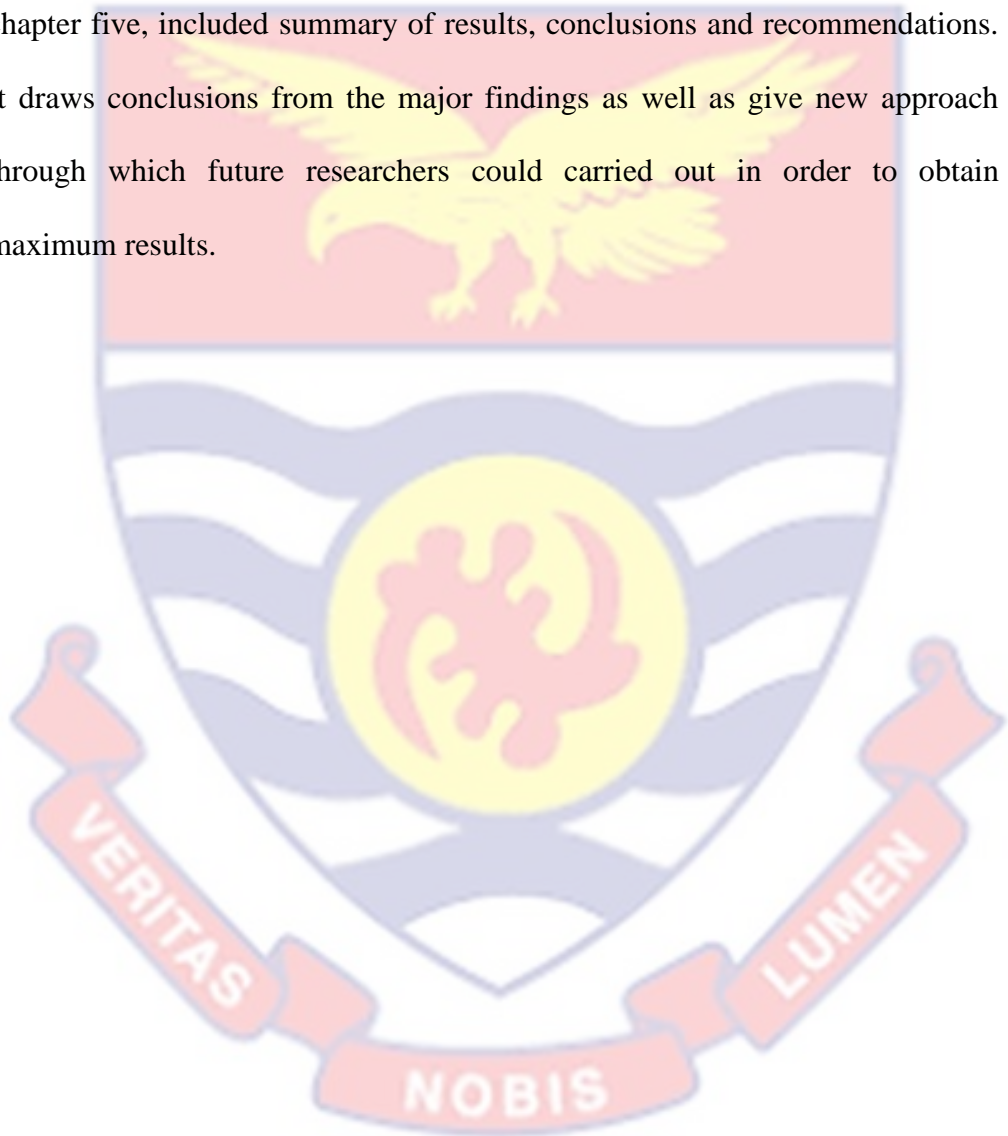 hapter five, included summary of results, conclusions and recommendations.
t draws conclusions from the major findings as well as give new approach
hrough which future researchers could carried out in order to obtain
maximum results.
VERITAS
NOBIS
LUMEN